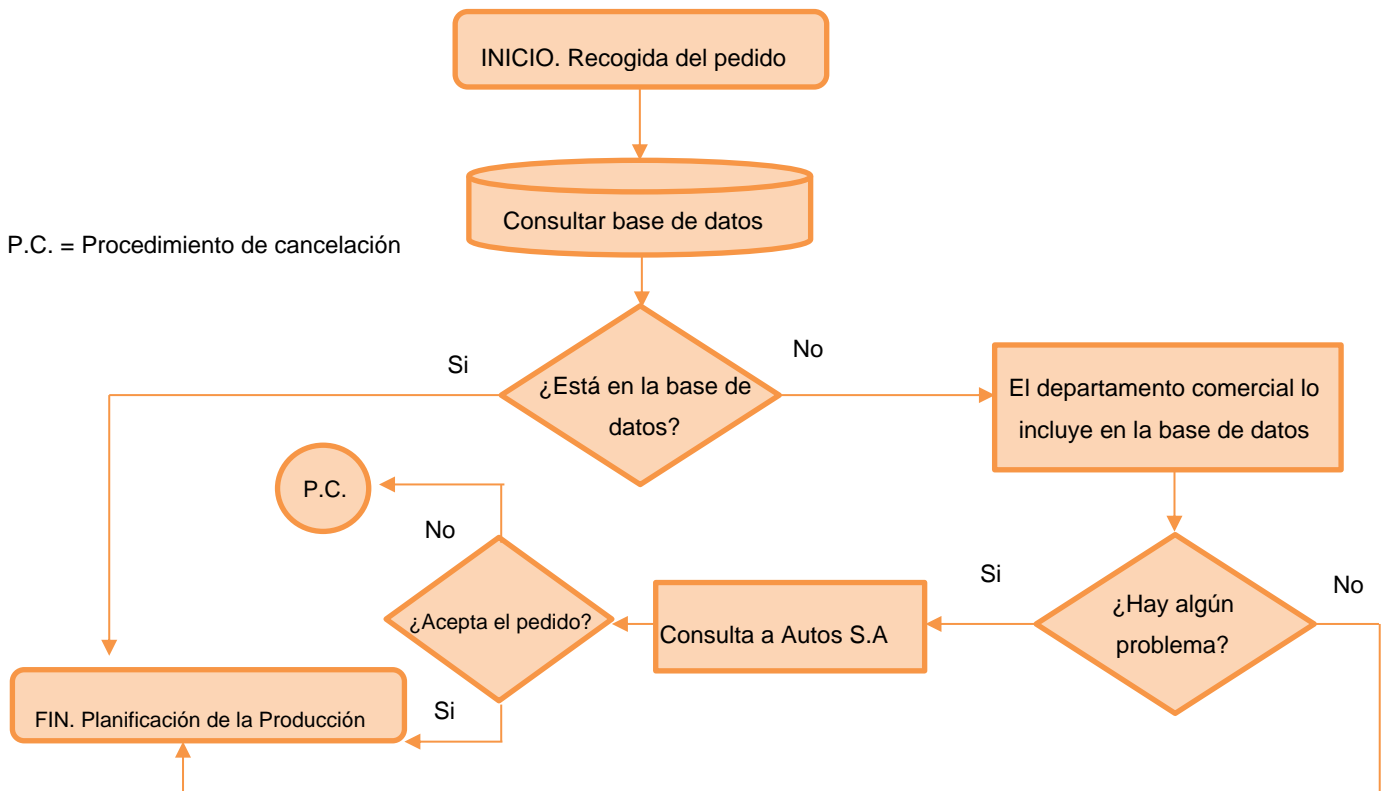 INICIO. Recogida del pedido
Consultar base de datos
P.C. = Procedimiento de cancelación
Si
No
¿Está en la base de
datos?
El departamento comercial lo
incluye en la base de datos
P.C.
No
Si
No
¿Acepta el pedido?
Consulta a Autos S.A
¿Hay algún
problema?
Si
FIN. Planificación de la Producción